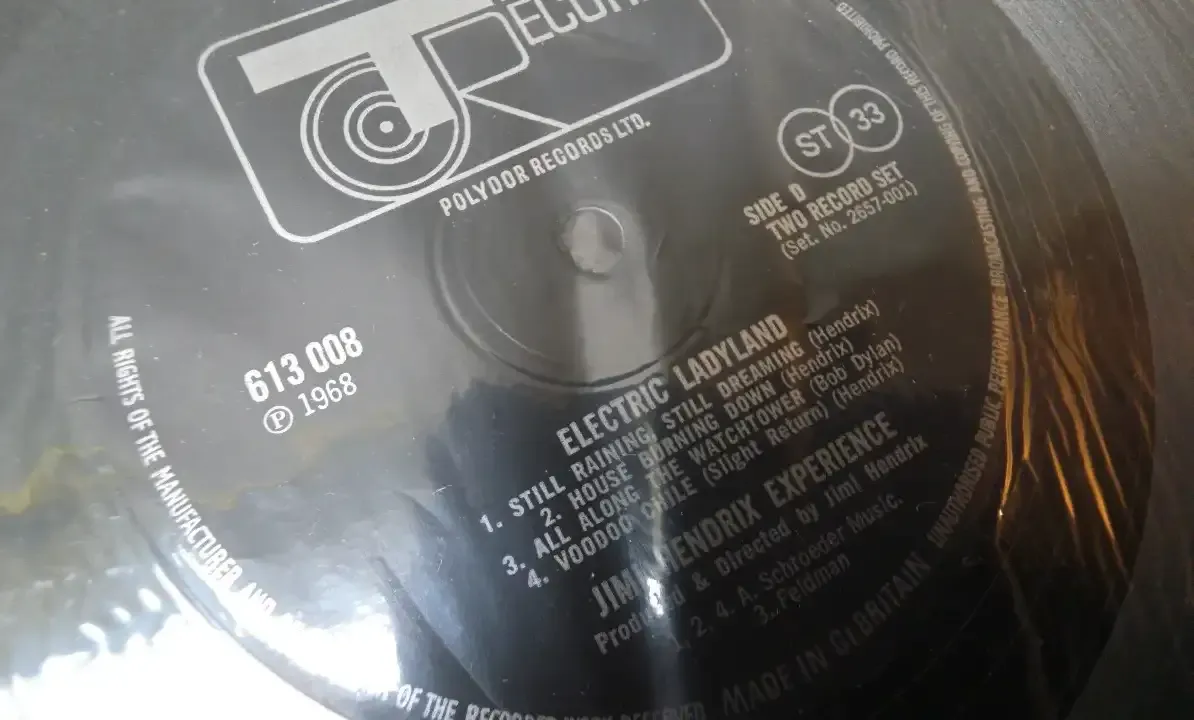 POLYDOR RECORDS LTD.
ST 33
SIDE D
TWO RECORD SET
(Set. No. 2657-001)
613 008
Ⓟ 1968
ELECTRIC LADYLAND
1. STILL RAINING, STILL DREAMING (Hendrix)
2. HOUSE BURNING DOWN (Hendrix)
3. ALL ALONG THE WATCHTOWER (Bob Dylan)
4. VOODOO CHILE (Slight Return) (Hendrix)
JIMI HENDRIX EXPERIENCE
Produced & Directed by Jimi Hendrix
1. 2. 4. A. Schroeder Music.
3. Feldman
ALL RIGHTS OF THE MANUFACTURER AND OF THE RECORDED WORK RESERVED
MADE IN Gt BRITAIN
UNAUTHORISED PUBLIC PERFORMANCE BROADCASTING AND COPYING OF THIS RECORD PROHIBITED